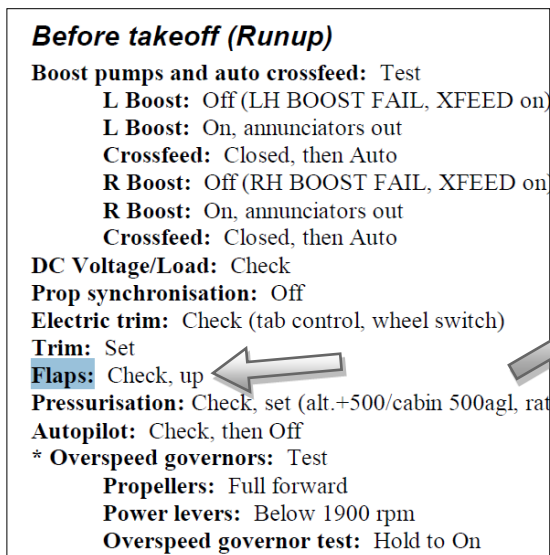 Before takeoff (Runup)
Boost pumps and auto crossfeed: Test
L Boost: Off (LH BOOST FAIL, XFEED on)
L Boost: On, annunciators out
Crossfeed: Closed, then Auto
R Boost: Off (RH BOOST FAIL, XFEED on)
R Boost: On, annunciators out
Crossfeed: Closed, then Auto
DC Voltage/Load: Check
Prop synchronisation: Off
Electric trim: Check (tab control, wheel switch)
Trim: Set
Flaps: Check, up
Pressurisation: Check, set (alt.+500/cabin 500agl, rat
Autopilot: Check, then Off
* Overspeed governors: Test
Propellers: Full forward
Power levers: Below 1900 rpm
Overspeed governor test: Hold to On